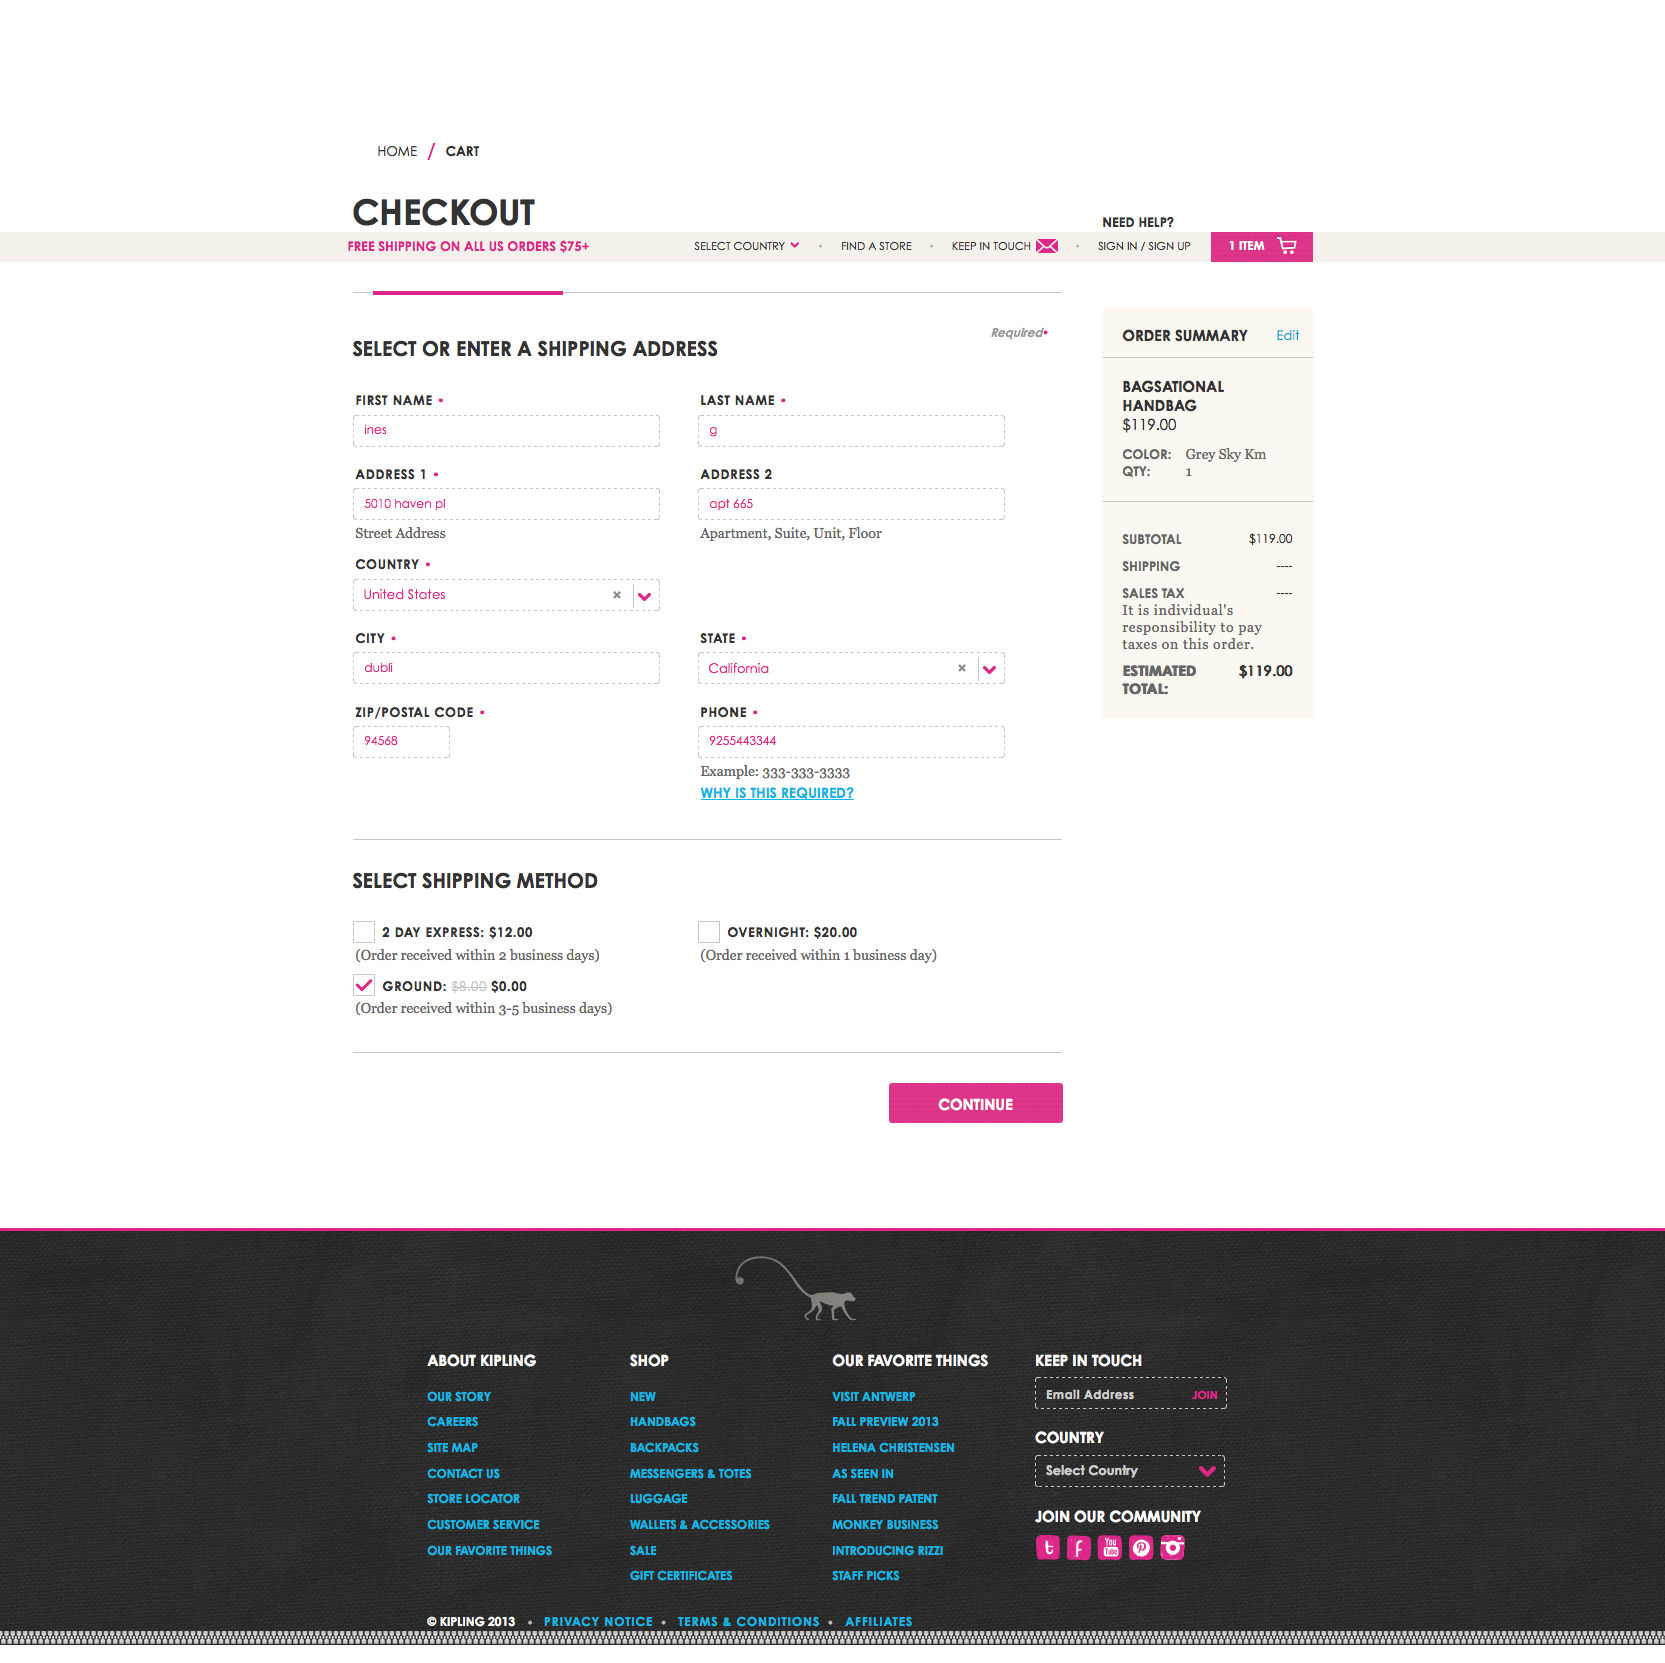 HOME / CART
CHECKOUT
NEED HELP?
FREE SHIPPING ON ALL US ORDERS $75+
SELECT COUNTRY • FIND A STORE • KEEP IN TOUCH • SIGN IN / SIGN UP
1 ITEM
Required•
SELECT OR ENTER A SHIPPING ADDRESS
FIRST NAME •
LAST NAME •
ines
g
ADDRESS 1 •
ADDRESS 2
5010 haven pl
apt 665
Street Address
Apartment, Suite, Unit, Floor
COUNTRY •
United States ×
CITY •
STATE •
dubli
California ×
ZIP/POSTAL CODE •
PHONE •
94568
9255443344
Example: 333-333-3333
WHY IS THIS REQUIRED?
SELECT SHIPPING METHOD
2 DAY EXPRESS: $12.00
(Order received within 2 business days)
OVERNIGHT: $20.00
(Order received within 1 business day)
GROUND: $8.00 $0.00
(Order received within 3-5 business days)
CONTINUE
ORDER SUMMARY Edit
BAGSATIONAL
HANDBAG
$119.00
COLOR: Grey Sky Km
QTY: 1
SUBTOTAL $119.00
SHIPPING ----
SALES TAX ----
It is individual's
responsibility to pay
taxes on this order.
ESTIMATED $119.00
TOTAL:
ABOUT KIPLING
OUR STORY
CAREERS
SITE MAP
CONTACT US
STORE LOCATOR
CUSTOMER SERVICE
OUR FAVORITE THINGS
SHOP
NEW
HANDBAGS
BACKPACKS
MESSENGERS & TOTES
LUGGAGE
WALLETS & ACCESSORIES
SALE
GIFT CERTIFICATES
OUR FAVORITE THINGS
VISIT ANTWERP
FALL PREVIEW 2013
HELENA CHRISTENSEN
AS SEEN IN
FALL TREND PATENT
MONKEY BUSINESS
INTRODUCING RIZZI
STAFF PICKS
KEEP IN TOUCH
Email Address JOIN
COUNTRY
Select Country
JOIN OUR COMMUNITY
You
Tube
© KIPLING 2013 • PRIVACY NOTICE • TERMS & CONDITIONS • AFFILIATES